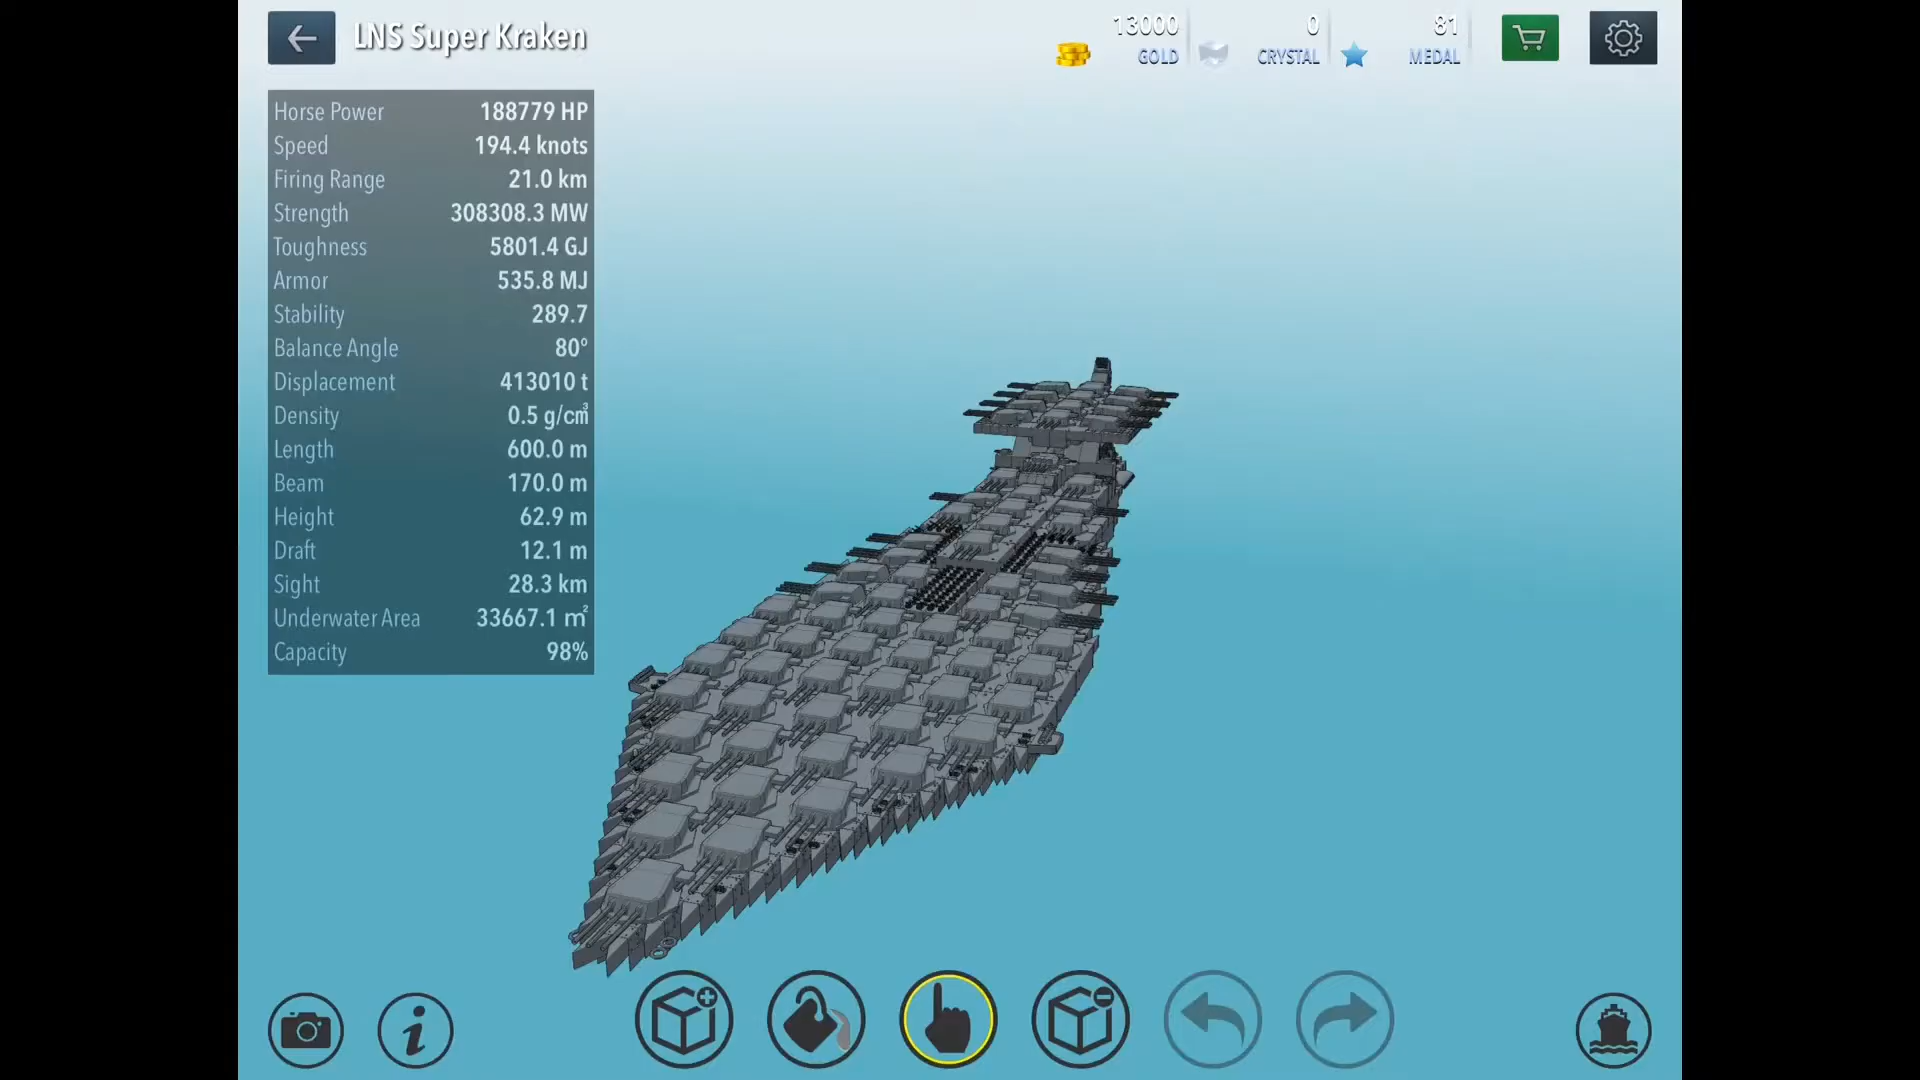 LNS Super Kraken
13000
GOLD
0
CRYSTAL
81
MEDAL
Horse Power 188779 HP
Speed 194.4 knots
Firing Range 21.0 km
Strength 308308.3 MW
Toughness 5801.4 GJ
Armor 535.8 MJ
Stability 289.7
Balance Angle 80°
Displacement 413010 t
Density 0.5 g/cm³
Length 600.0 m
Beam 170.0 m
Height 62.9 m
Draft 12.1 m
Sight 28.3 km
Underwater Area 33667.1 m²
Capacity 98%